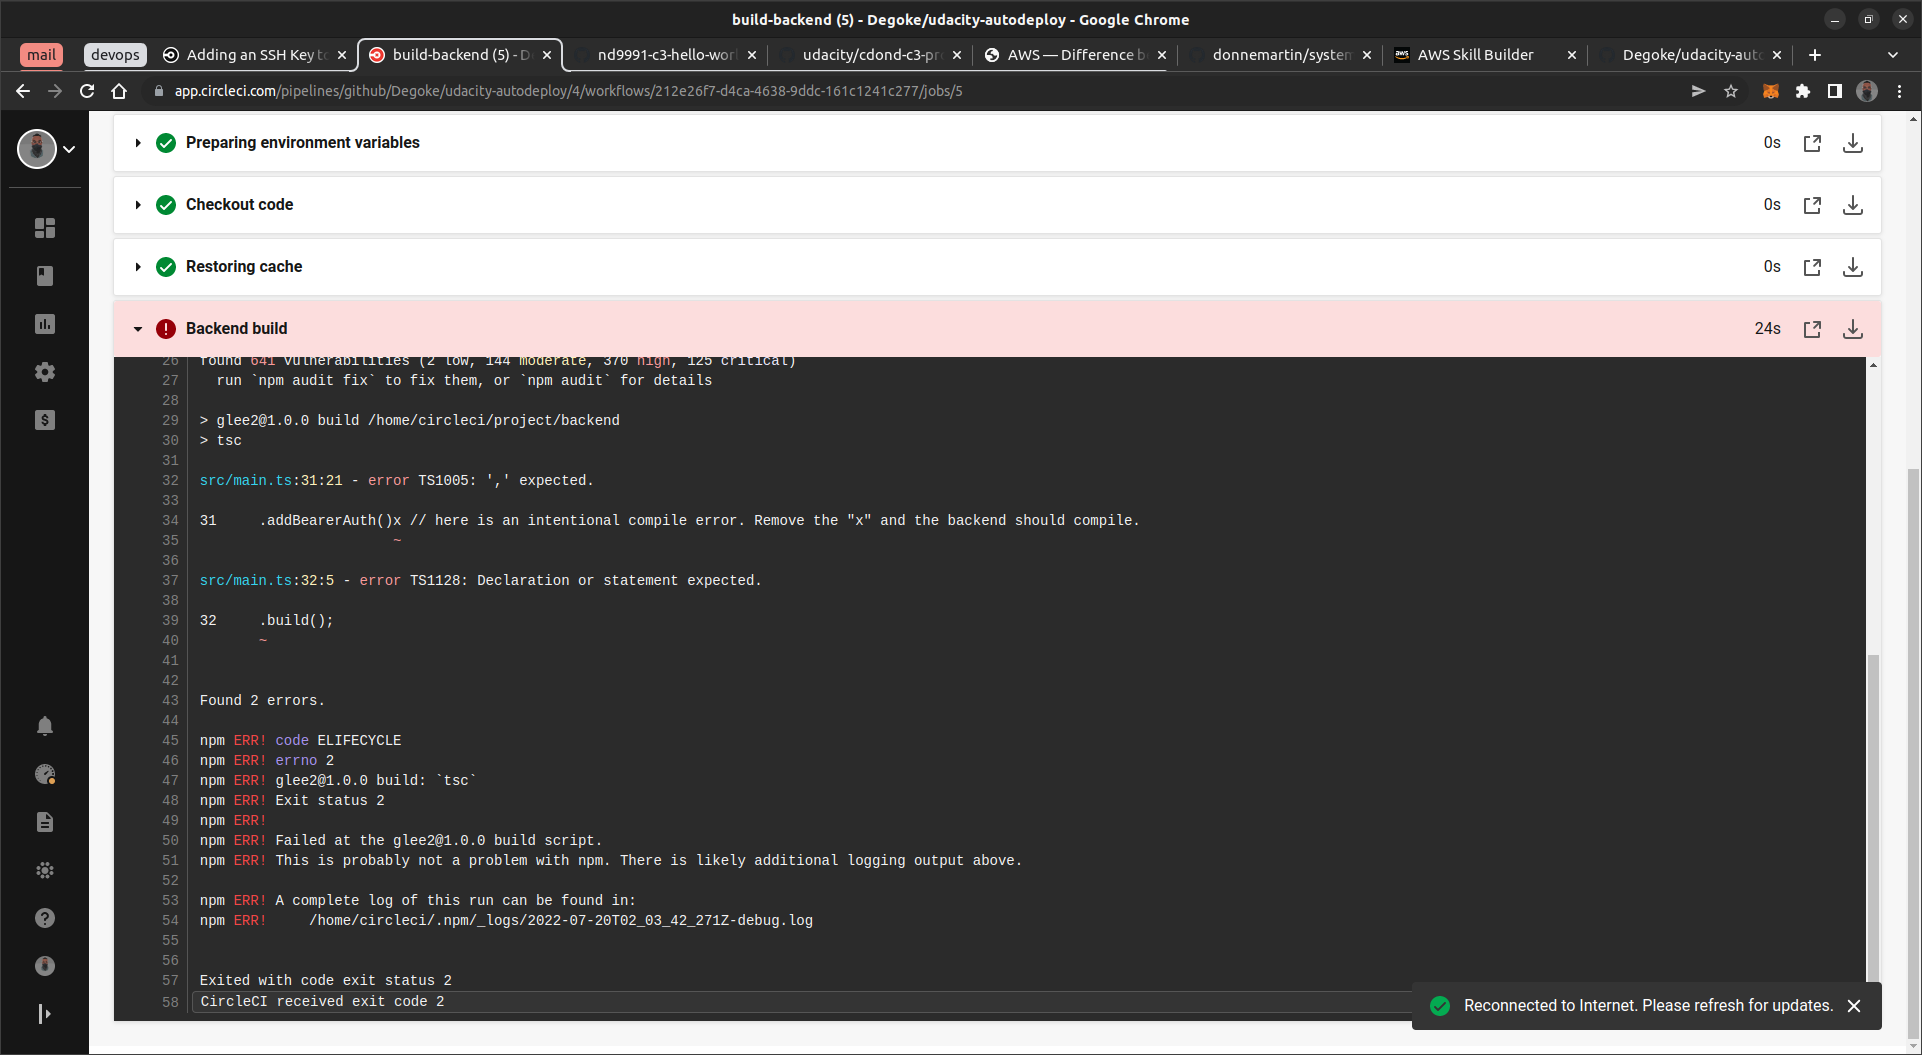 build-backend (5) - Degoke/udacity-autodeploy - Google Chrome
mail
devops
Adding an SSH Key to
build-backend (5) - D
nd9991-c3-hello-wor
udacity/cdond-c3-pr
AWS — Difference b
donnemartin/system
AWS Skill Builder
Degoke/udacity-auto
app.circleci.com/pipelines/github/Degoke/udacity-autodeploy/4/workflows/212e26f7-d4ca-4638-9ddc-161c1241c277/jobs/5
Preparing environment variables 0s
Checkout code 0s
Restoring cache 0s
Backend build 24s
26 found 641 vulnerabilities (2 low, 144 moderate, 370 high, 125 critical)
27 run `npm audit fix` to fix them, or `npm audit` for details
28
29 > glee2@1.0.0 build /home/circleci/project/backend
30 > tsc
31
32 src/main.ts:31:21 - error TS1005: ',' expected.
33
34 31 .addBearerAuth()x // here is an intentional compile error. Remove the "x" and the backend should compile.
35 ~
36
37 src/main.ts:32:5 - error TS1128: Declaration or statement expected.
38
39 32 .build();
40 ~
41
42
43 Found 2 errors.
44
45 npm ERR! code ELIFECYCLE
46 npm ERR! errno 2
47 npm ERR! glee2@1.0.0 build: `tsc`
48 npm ERR! Exit status 2
49 npm ERR!
50 npm ERR! Failed at the glee2@1.0.0 build script.
51 npm ERR! This is probably not a problem with npm. There is likely additional logging output above.
52
53 npm ERR! A complete log of this run can be found in:
54 npm ERR! /home/circleci/.npm/_logs/2022-07-20T02_03_42_271Z-debug.log
55
56
57 Exited with code exit status 2
58 CircleCI received exit code 2
Reconnected to Internet. Please refresh for updates.